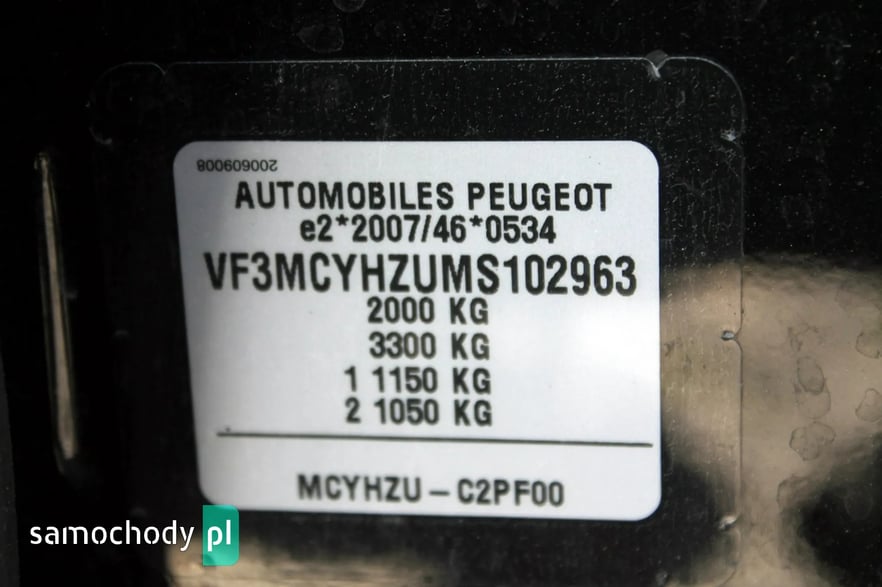 200609008
AUTOMOBILES PEUGEOT
e2*2007/46*0534
VF3MCYHZUMS102963
2000 KG
3300 KG
1 1150 KG
2 1050 KG
MCYHZU – C2PF00
samochody pl